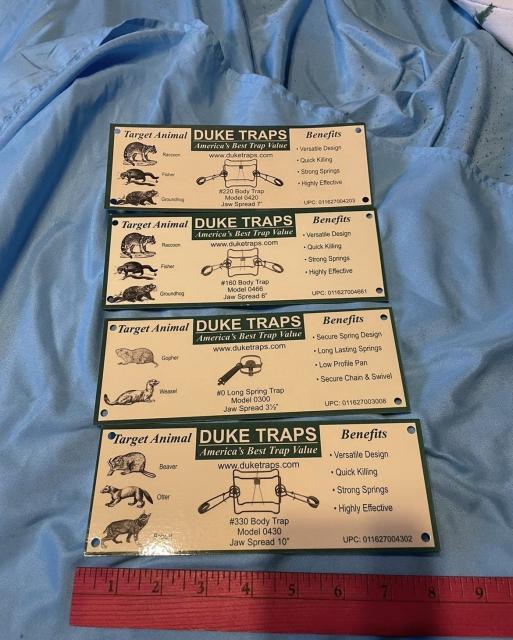 Target Animal
Raccoon
Fisher
Groundhog
DUKE TRAPS
America's Best Trap Value
www.duketraps.com
#220 Body Trap
Model 0420
Jaw Spread 7"
Benefits
• Versatile Design
• Quick Killing
• Strong Springs
• Highly Effective
UPC: 011627004203
Target Animal
Raccoon
Fisher
Groundhog
DUKE TRAPS
America's Best Trap Value
www.duketraps.com
#160 Body Trap
Model 0466
Jaw Spread 6"
Benefits
• Versatile Design
• Quick Killing
• Strong Springs
• Highly Effective
UPC: 011627004661
Target Animal
Gopher
Weasel
DUKE TRAPS
America's Best Trap Value
www.duketraps.com
#0 Long Spring Trap
Model 0300
Jaw Spread 3½"
Benefits
• Secure Spring Design
• Long Lasting Springs
• Low Profile Pan
• Secure Chain & Swivel
UPC: 011627003008
Target Animal
Beaver
Otter
DUKE TRAPS
America's Best Trap Value
www.duketraps.com
#330 Body Trap
Model 0430
Jaw Spread 10"
Benefits
• Versatile Design
• Quick Killing
• Strong Springs
• Highly Effective
UPC: 011627004302
1 2 3 4 5 6 7 8 9